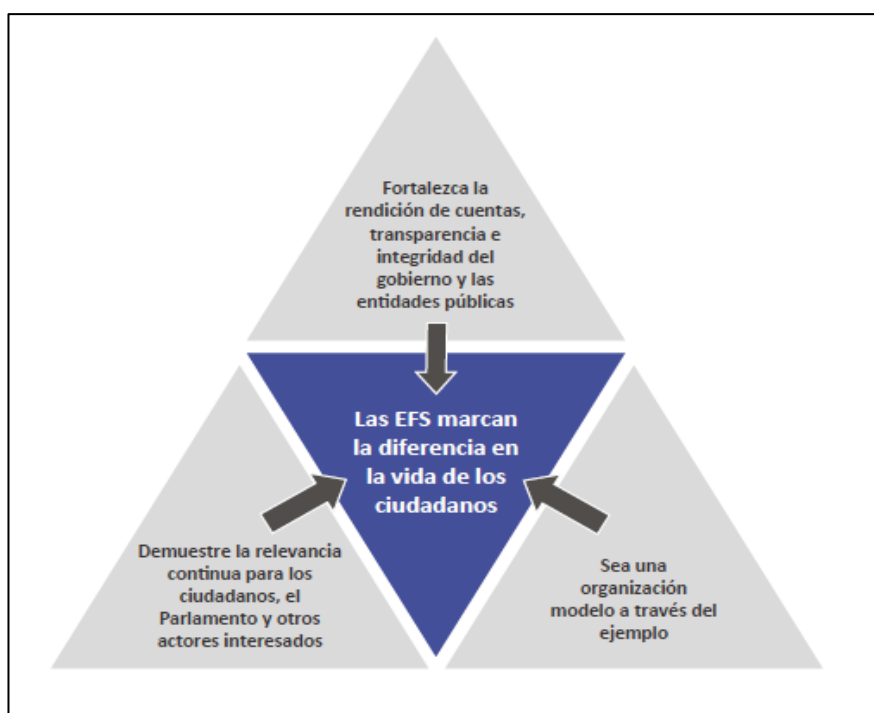 Fortalezca la
rendición de cuentas,
transparencia e
integridad del
gobierno y las
entidades públicas
Las EFS marcan
la diferencia en
la vida de los
ciudadanos
Demuestre la relevancia
continua para los
ciudadanos, el
Parlamento y otros
actores interesados
Sea una
organización
modelo a través del
ejemplo